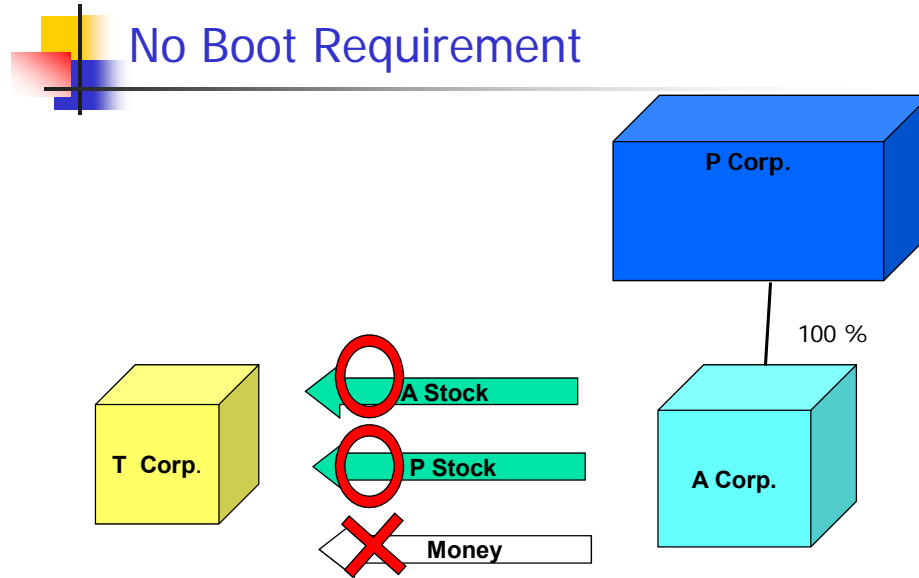 No Boot Requirement
P Corp.
100 %
A Stock
T Corp.
P Stock
A Corp.
Money